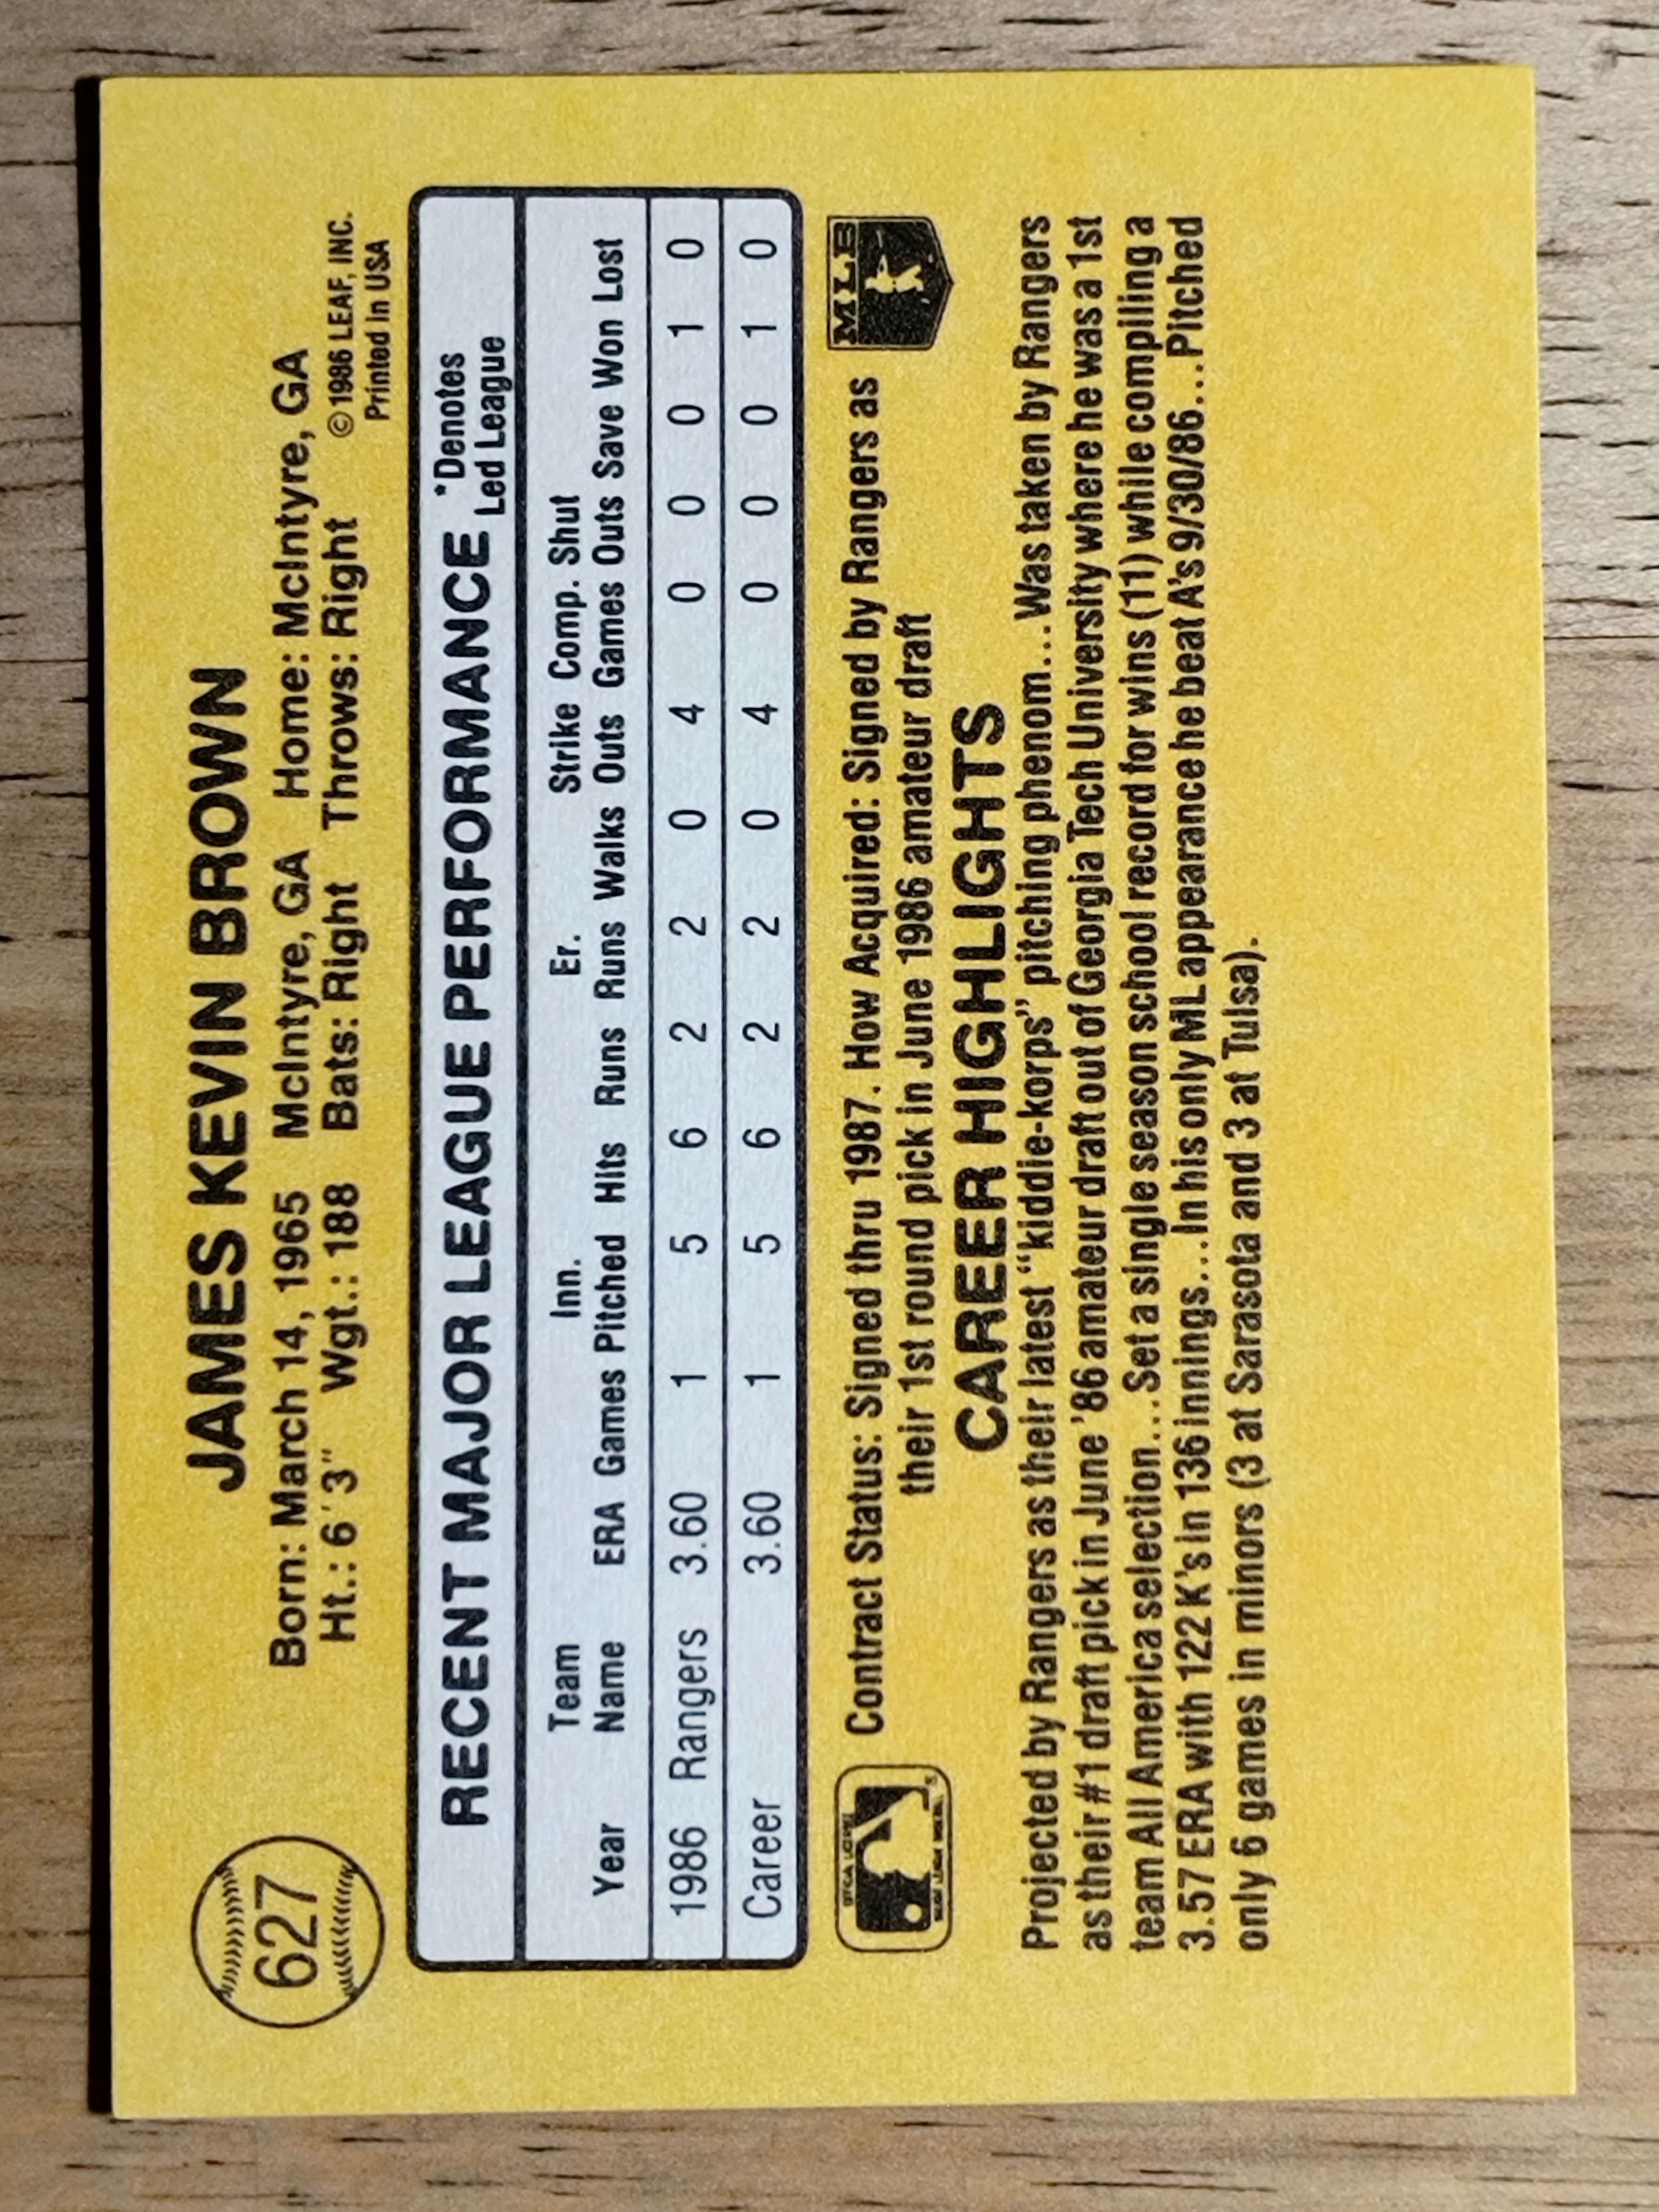 627
JAMES KEVIN BROWN
Born: March 14, 1965 McIntyre, GA Home: McIntyre, GA
Ht.: 6′ 3″ Wgt.: 188 Bats: Right Throws: Right
© 1986 LEAF, INC.
Printed in USA
RECENT MAJOR LEAGUE PERFORMANCE *Denotes
Led League
Team Inn. Er. Strike Comp. Shut
Year Name ERA Games Pitched Hits Runs Runs Walks Outs Games Outs Save Won Lost
1986 Rangers 3.60 1 5 6 2 2 0 4 0 0 0 1 0
Career 3.60 1 5 6 2 2 0 4 0 0 0 1 0
Contract Status: Signed thru 1987. How Acquired: Signed by Rangers as
their 1st round pick in June 1986 amateur draft
MLB
CAREER HIGHLIGHTS
Projected by Rangers as their latest "kiddie-korps" pitching phenom...Was taken by Rangers
as their #1 draft pick in June '86 amateur draft out of Georgia Tech University where he was a 1st
team All America selection...Set a single season school record for wins (11) while compiling a
3.57 ERA with 122 K's in 136 innings...In his only ML appearance he beat A's 9/30/86...Pitched
only 6 games in minors (3 at Sarasota and 3 at Tulsa).